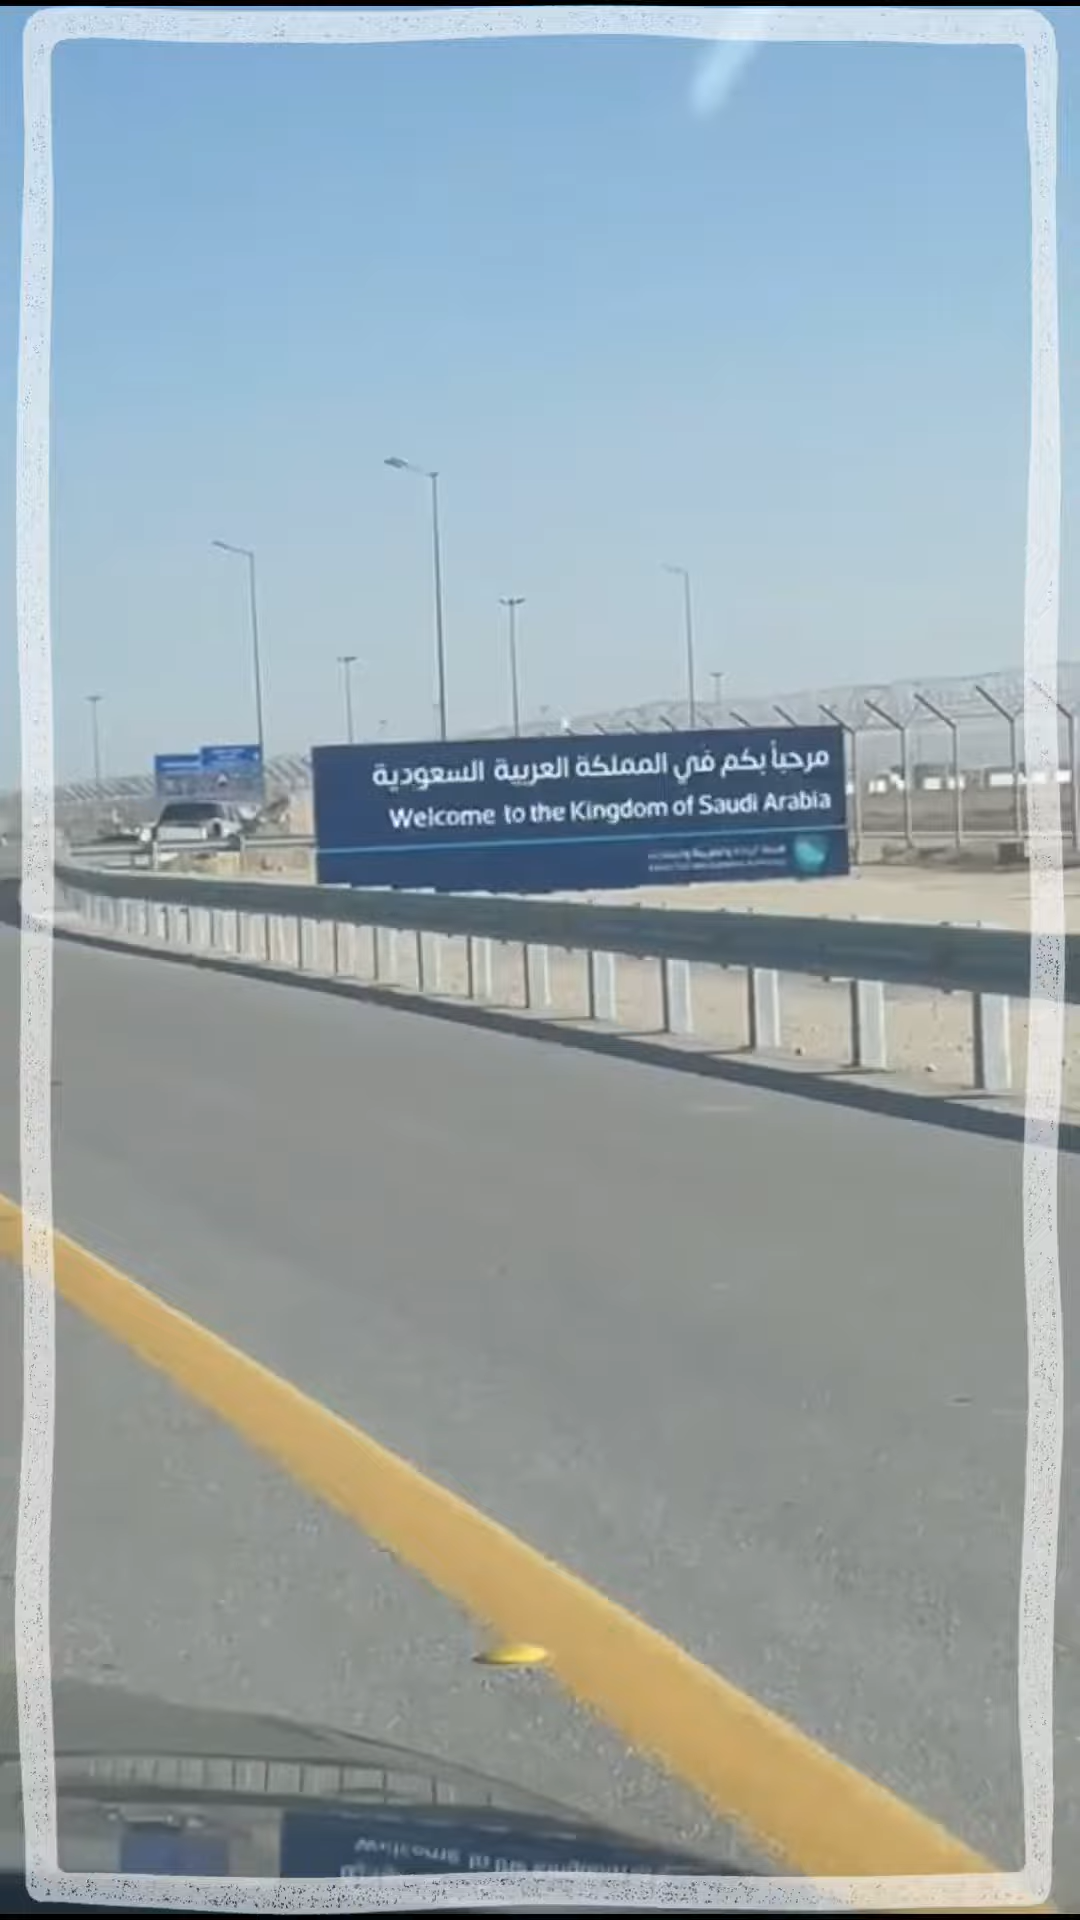 مرحباً بكم في المملكة العربية السعودية
Welcome to the Kingdom of Saudi Arabia